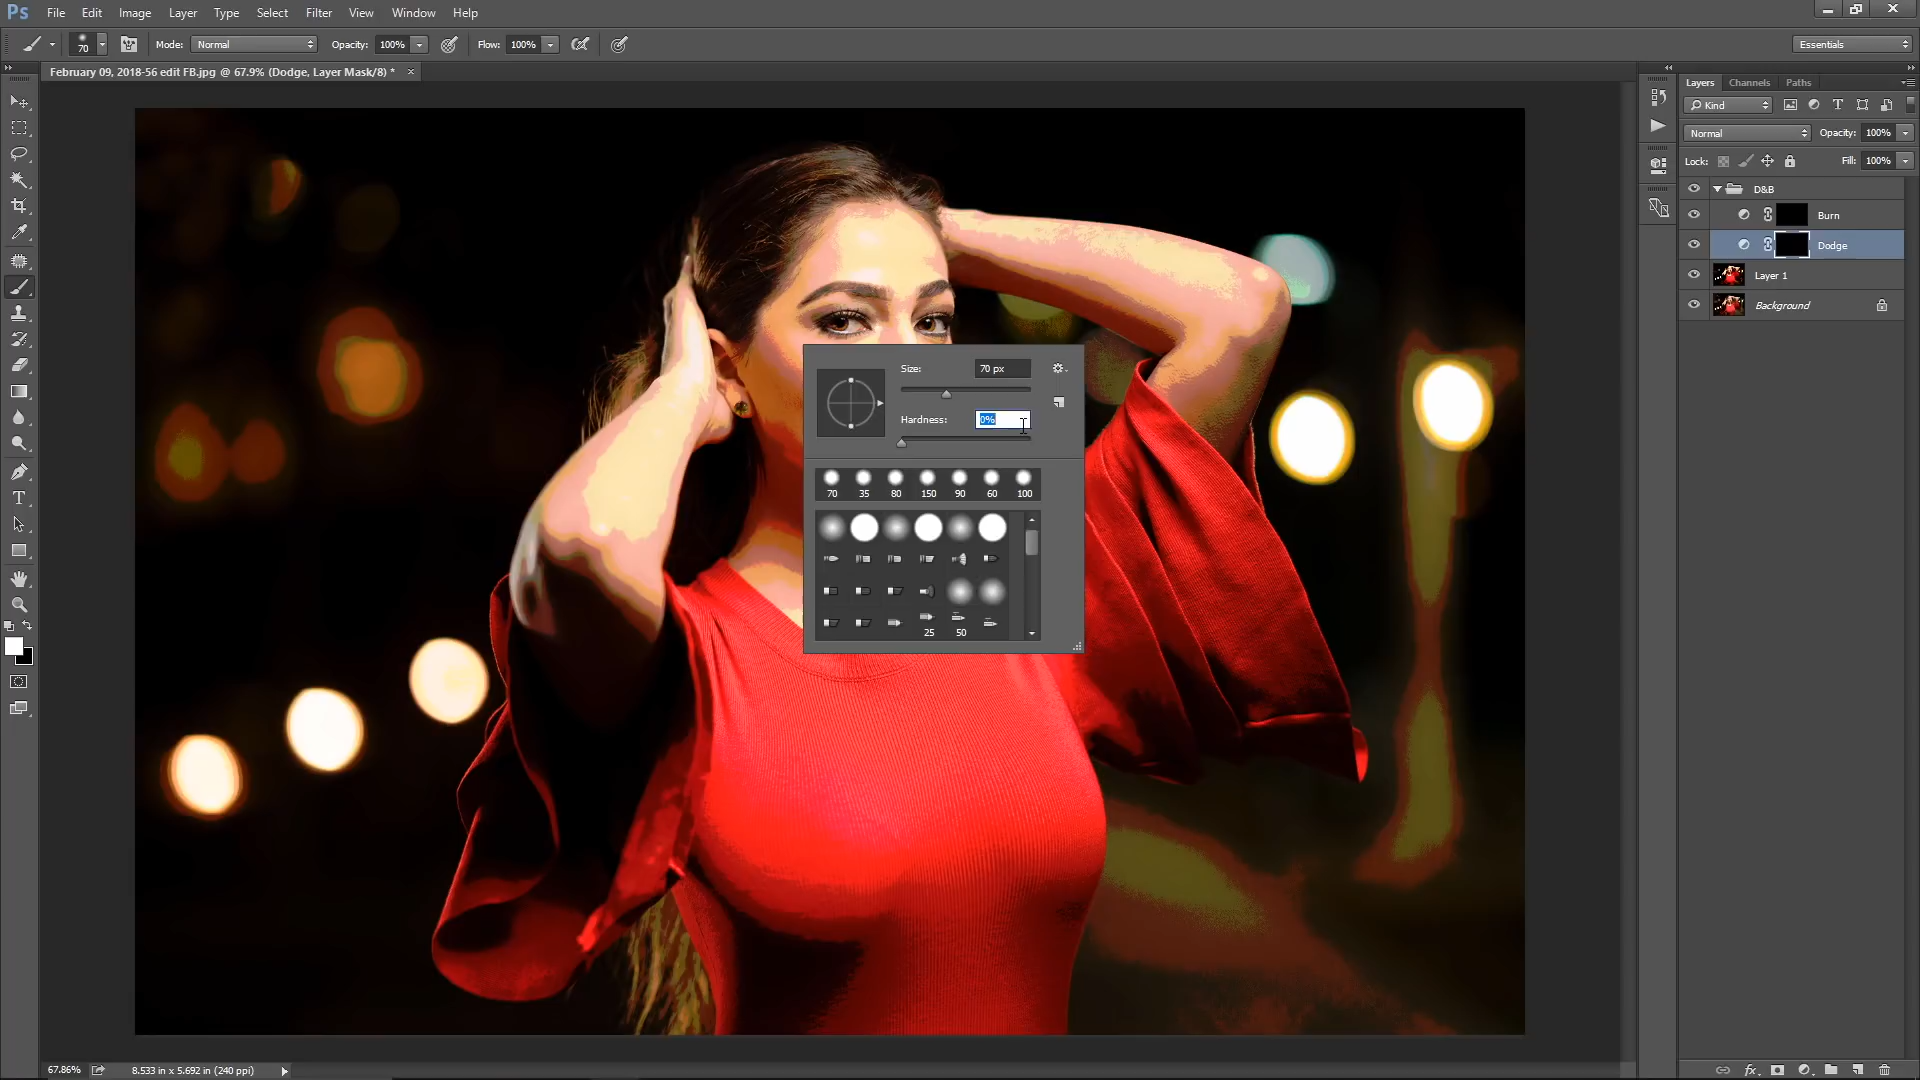 Ps File Edit Image Layer Type Select Filter View Window Help
70 Mode: Normal Opacity: 100% Flow: 100% Essentials
February 09, 2018-56 edit FB.jpg @ 67.9% (Dodge, Layer Mask/8) *
Layers Channels Paths
Kind
Normal Opacity: 100%
Lock: Fill: 100%
D&B
Burn
Dodge
Layer 1
Background
Size: 70 px
Hardness: 0%
70 35 80 150 90 60 100
25 50
T
67.86% 8.533 in x 5.692 in (240 ppi)
fx